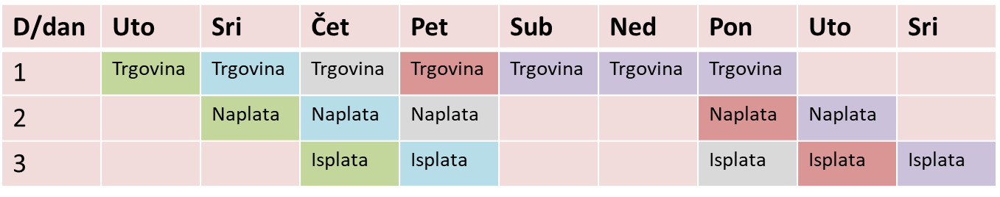 D/dan Uto Sri Čet Pet Sub Ned Pon Uto Sri
1 Trgovina Trgovina Trgovina Trgovina Trgovina Trgovina Trgovina
2 Naplata Naplata Naplata Naplata Naplata
3 Isplata Isplata Isplata Isplata Isplata